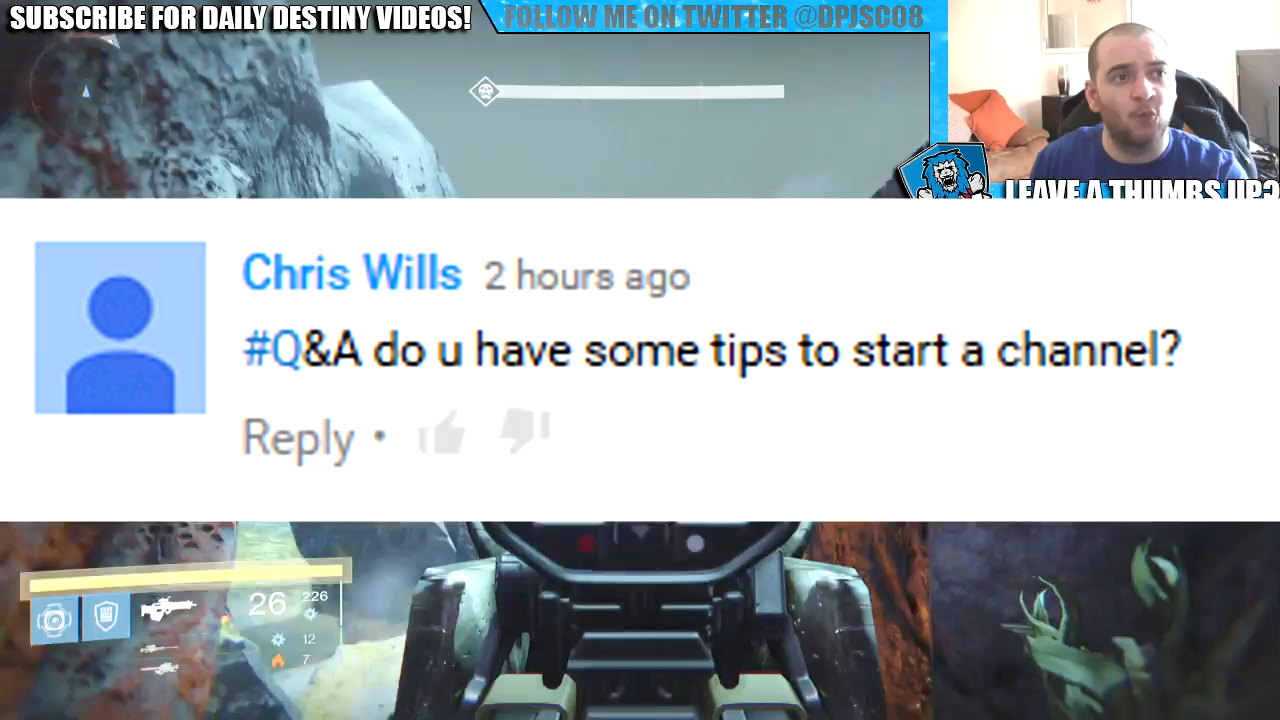 SUBSCRIBE FOR DAILY DESTINY VIDEOS!
FOLLOW ME ON TWITTER @DPJSC08
LEAVE A THUMBS UP?
Chris Wills 2 hours ago
#Q&A do u have some tips to start a channel?
Reply •
26 226
12
7